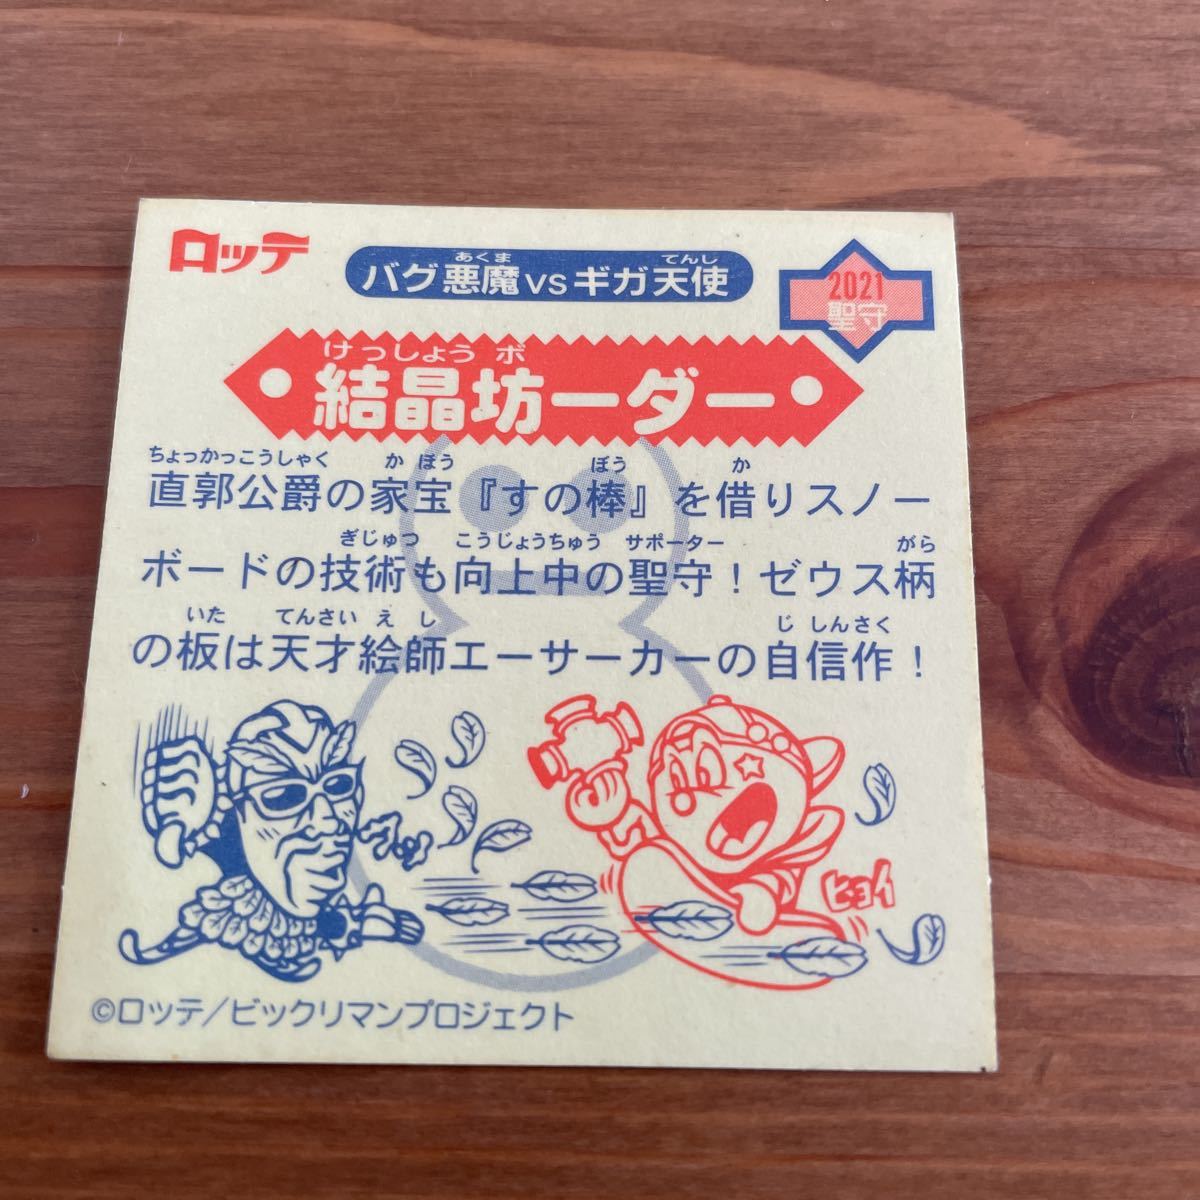 ロッテ
あくま てんし
バグ悪魔vsギガ天使
2021
聖守
けっしょう ボ
結晶坊ーダー
ちょっかっこうしゃく か ほう ぼう か
直郭公爵の家宝『すの棒』を借りスノー
ぎじゅつ こうじょうちゅう サポーター がら
ボードの技術も向上中の聖守！ゼウス柄
いた てんさい え し じ しんさく
の板は天才絵師エーサーカーの自信作！
ヒョイ
©ロッテ/ビックリマンプロジェクト